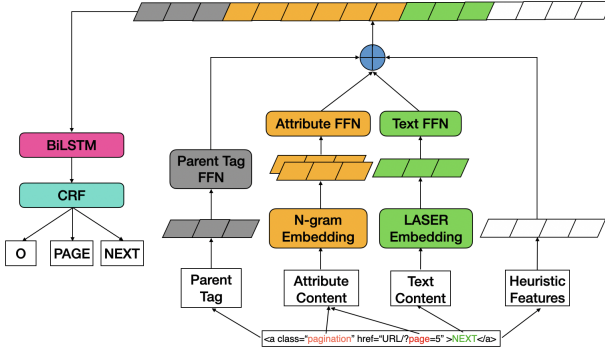 Attribute FFN
Text FFN
BiLSTM
Parent Tag
FFN
CRF
N-gram
Embedding
LASER
Embedding
O
PAGE
NEXT
Parent
Tag
Attribute
Content
Text
Content
Heuristic
Features
<a class="pagination" href="URL/?page=5" >NEXT</a>